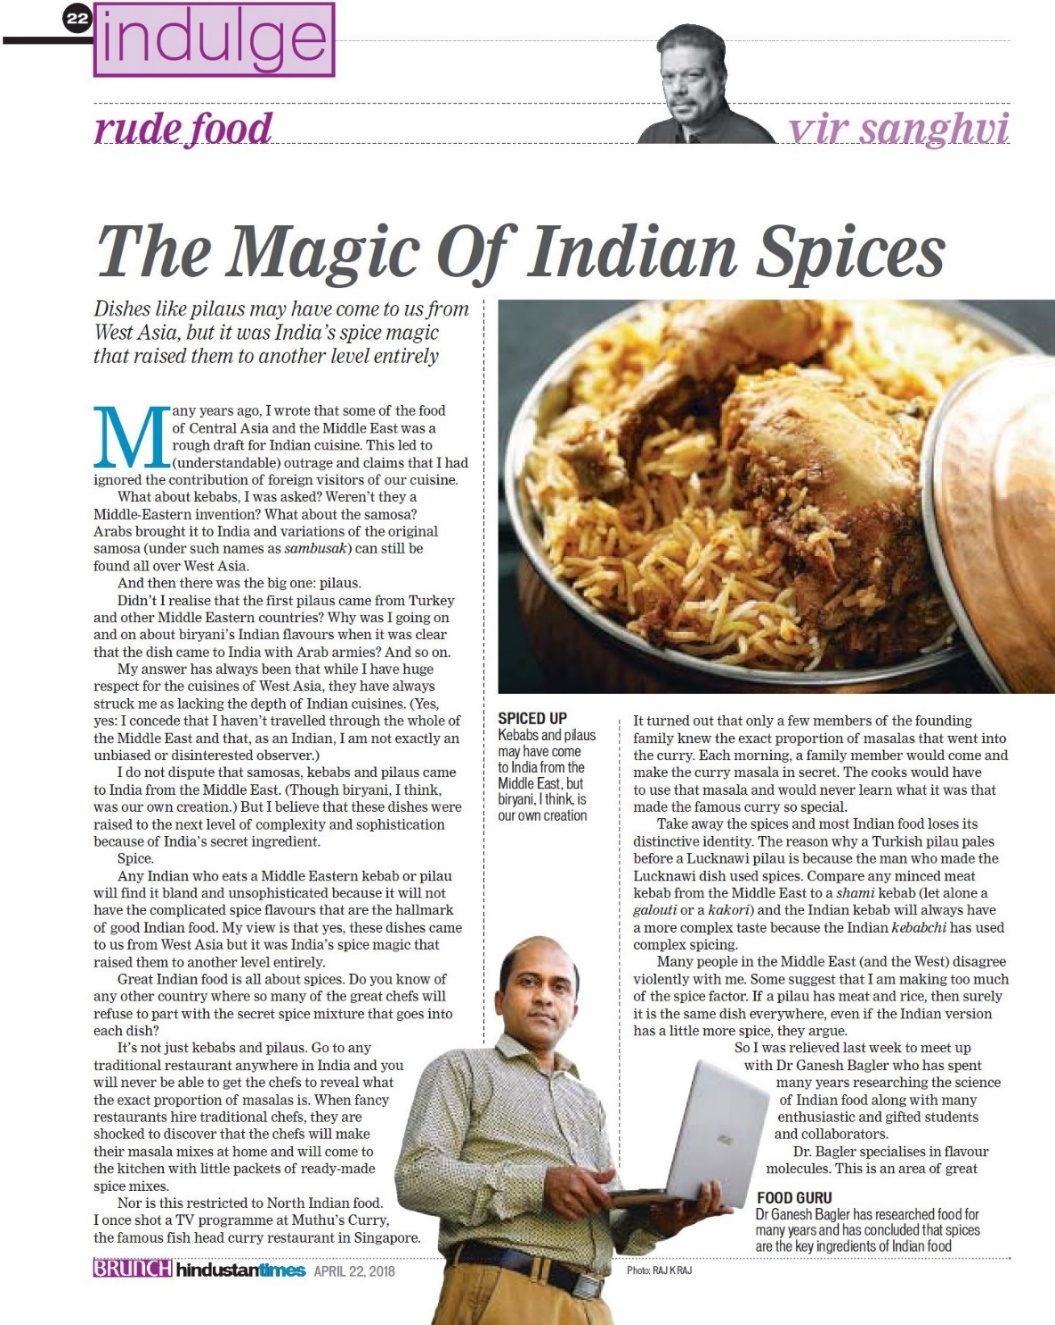 22
indulge
rude food
vir sanghvi
The Magic Of Indian Spices
Dishes like pilaus may have come to us from
West Asia, but it was India's spice magic
that raised them to another level entirely
Many years ago, I wrote that some of the food
of Central Asia and the Middle East was a
rough draft for Indian cuisine. This led to
(understandable) outrage and claims that I had
ignored the contribution of foreign visitors of our cuisine.
What about kebabs, I was asked? Weren't they a
Middle-Eastern invention? What about the samosa?
Arabs brought it to India and variations of the original
samosa (under such names as sambusak) can still be
found all over West Asia.
And then there was the big one: pilaus.
Didn't I realise that the first pilaus came from Turkey
and other Middle Eastern countries? Why was I going on
and on about biryani's Indian flavours when it was clear
that the dish came to India with Arab armies? And so on.
My answer has always been that while I have huge
respect for the cuisines of West Asia, they have always
struck me as lacking the depth of Indian cuisines. (Yes,
yes: I concede that I haven't travelled through the whole of
the Middle East and that, as an Indian, I am not exactly an
unbiased or disinterested observer.)
I do not dispute that samosas, kebabs and pilaus came
to India from the Middle East. (Though biryani, I think,
was our own creation.) But I believe that these dishes were
raised to the next level of complexity and sophistication
because of India's secret ingredient.
Spice.
Any Indian who eats a Middle Eastern kebab or pilau
will find it bland and unsophisticated because it will not
have the complicated spice flavours that are the hallmark
of good Indian food. My view is that yes, these dishes came
to us from West Asia but it was India's spice magic that
raised them to another level entirely.
Great Indian food is all about spices. Do you know of
any other country where so many of the great chefs will
refuse to part with the secret spice mixture that goes into
each dish?
It's not just kebabs and pilaus. Go to any
traditional restaurant anywhere in India and you
will never be able to get the chefs to reveal what
the exact proportion of masalas is. When fancy
restaurants hire traditional chefs, they are
shocked to discover that the chefs will make
their masala mixes at home and will come to
the kitchen with little packets of ready-made
spice mixes.
Nor is this restricted to North Indian food.
I once shot a TV programme at Muthu's Curry,
the famous fish head curry restaurant in Singapore.
SPICED UP
Kebabs and pilaus
may have come
to India from the
Middle East, but
biryani, I think, is
our own creation
It turned out that only a few members of the founding
family knew the exact proportion of masalas that went into
the curry. Each morning, a family member would come and
make the curry masala in secret. The cooks would have
to use that masala and would never learn what it was that
made the famous curry so special.
Take away the spices and most Indian food loses its
distinctive identity. The reason why a Turkish pilau pales
before a Lucknawi pilau is because the man who made the
Lucknawi dish used spices. Compare any minced meat
kebab from the Middle East to a shami kebab (let alone a
galouti or a kakori) and the Indian kebab will always have
a more complex taste because the Indian kebabchi has used
complex spicing.
Many people in the Middle East (and the West) disagree
violently with me. Some suggest that I am making too much
of the spice factor. If a pilau has meat and rice, then surely
it is the same dish everywhere, even if the Indian version
has a little more spice, they argue.
So I was relieved last week to meet up
with Dr Ganesh Bagler who has spent
many years researching the science
of Indian food along with many
enthusiastic and gifted students
and collaborators.
Dr. Bagler specialises in flavour
molecules. This is an area of great
FOOD GURU
Dr Ganesh Bagler has researched food for
many years and has concluded that spices
are the key ingredients of Indian food
BRUNCH hindustantimes APRIL 22, 2018
Photo: RAJ K RAJ